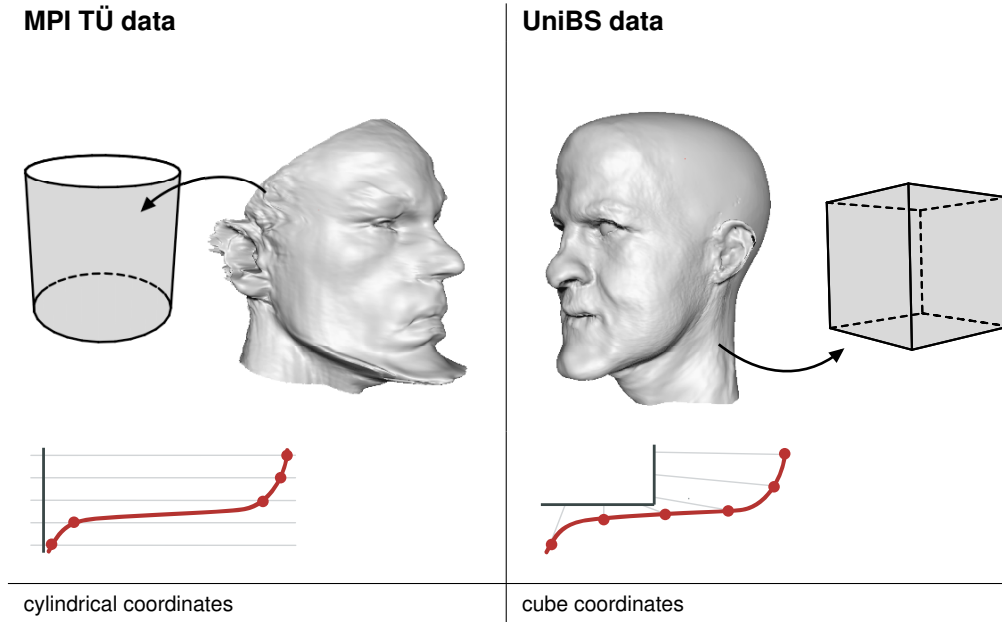 MPI TÜ data
UniBS data
cylindrical coordinates
cube coordinates